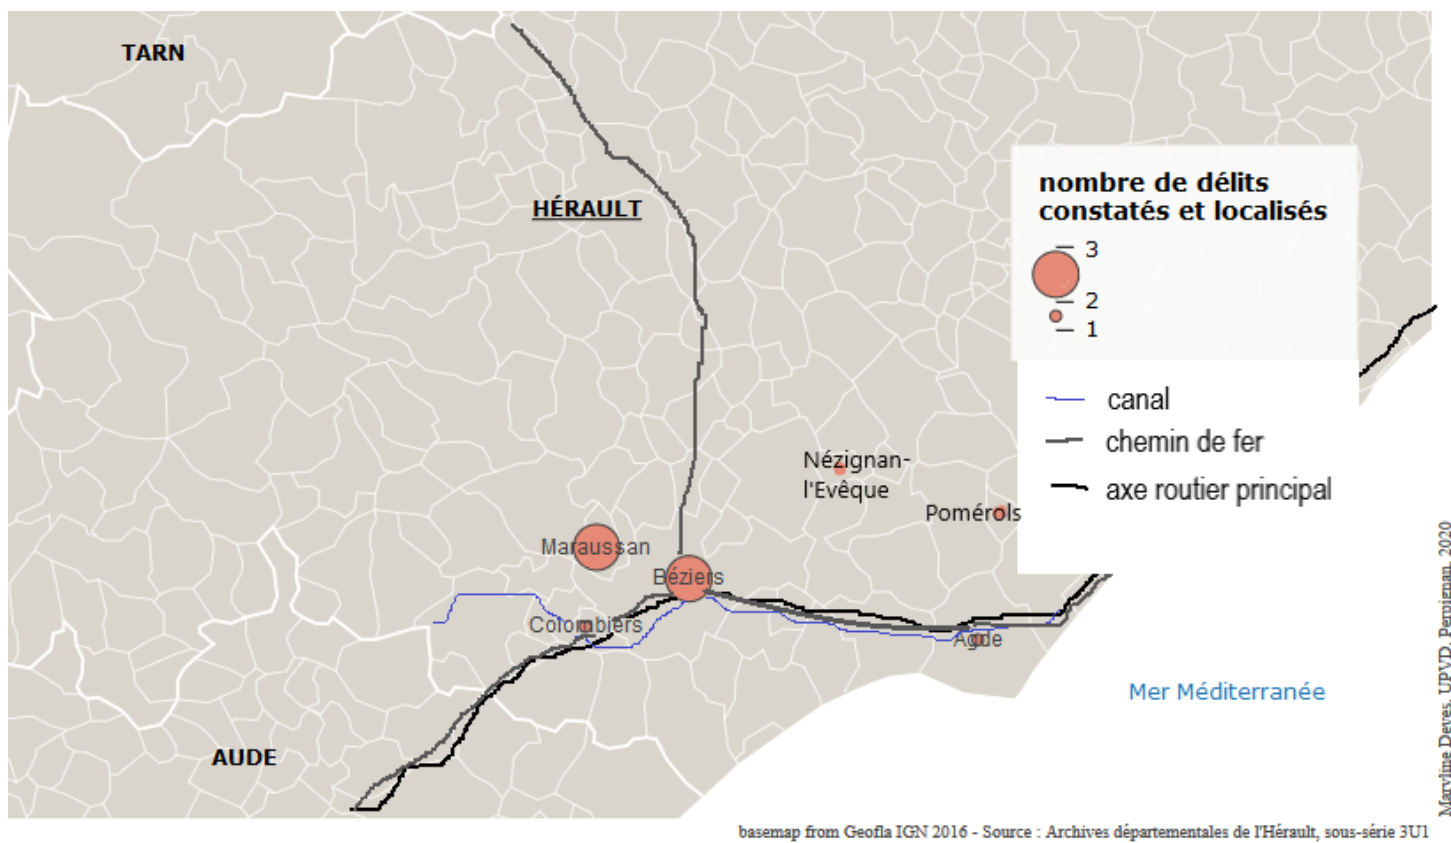 TARN
HÉRAULT
nombre de délits
constatés et localisés
3
2
1
canal
chemin de fer
axe routier principal
Nézignan-
l'Evêque
Pomérols
Maraussan
Béziers
Colombiers
Agde
Mer Méditerranée
AUDE
Maryline Deves, UPVD, Perpignan, 2020
basemap from Geofla IGN 2016 - Source : Archives départementales de l'Hérault, sous-série 3U1